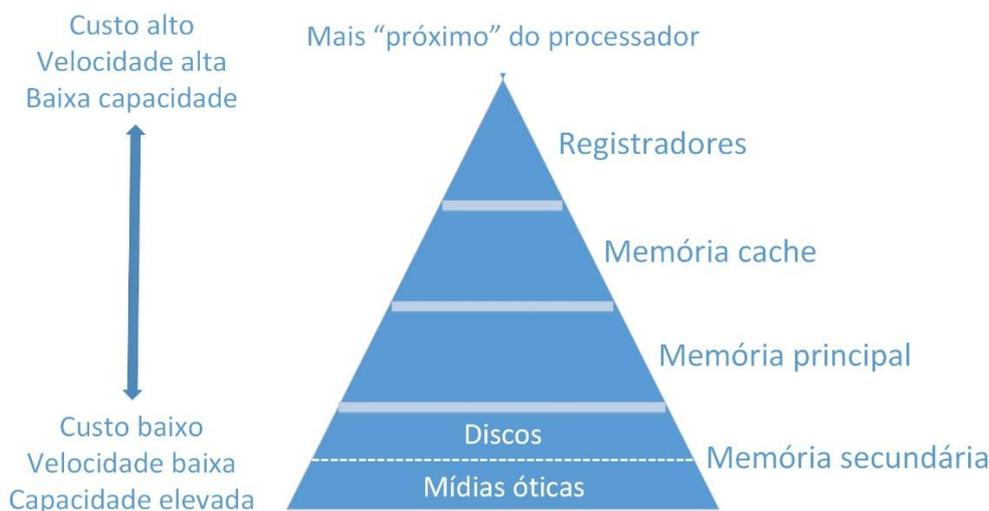 Custo alto
Velocidade alta
Baixa capacidade
Mais “próximo” do processador
Registradores
Memória cache
Memória principal
Discos
Memória secundária
Mídias óticas
Custo baixo
Velocidade baixa
Capacidade elevada